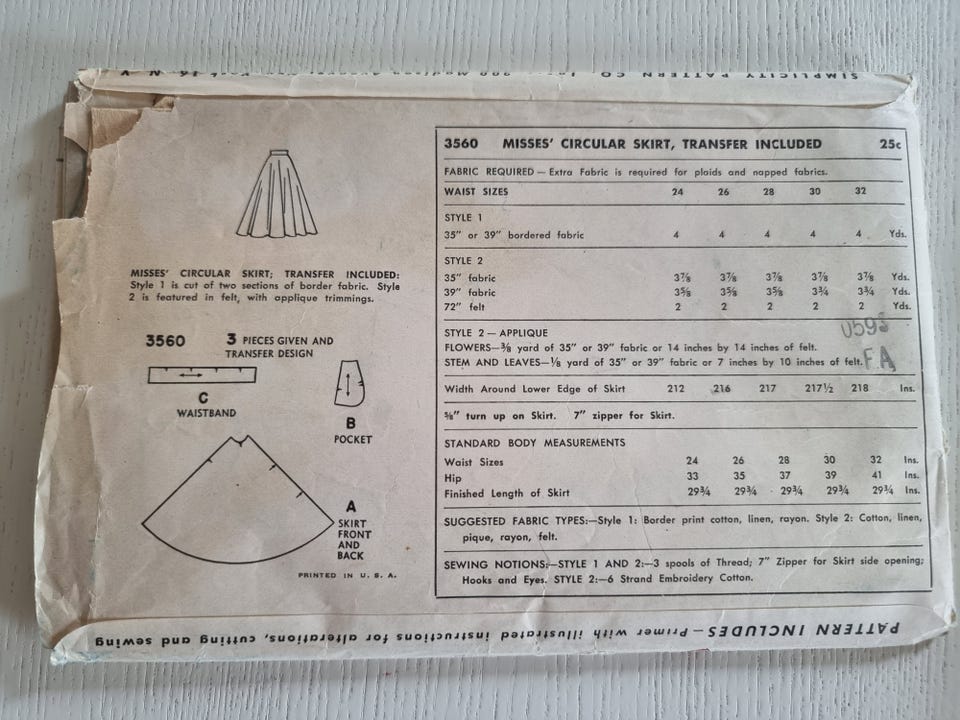 SIMPLICITY PATTERN CO. Inc. 200 Madison Avenue, New York 16 N Y
MISSES' CIRCULAR SKIRT; TRANSFER INCLUDED:
Style 1 is cut of two sections of border fabric. Style
2 is featured in felt, with applique trimmings.
3560 3 PIECES GIVEN AND
TRANSFER DESIGN
C
WAISTBAND
B
POCKET
A
SKIRT
FRONT
AND
BACK
PRINTED IN U. S. A.
3560 MISSES' CIRCULAR SKIRT, TRANSFER INCLUDED 25c
FABRIC REQUIRED — Extra Fabric is required for plaids and napped fabrics.
WAIST SIZES 24 26 28 30 32
STYLE 1
35" or 39" bordered fabric 4 4 4 4 4 Yds.
STYLE 2
35" fabric 3⅞ 3⅞ 3⅞ 3⅞ 3⅞ Yds.
39" fabric 3⅝ 3⅝ 3⅝ 3¾ 3¾ Yds.
72" felt 2 2 2 2 2 Yds.
STYLE 2 — APPLIQUE
FLOWERS—⅜ yard of 35" or 39" fabric or 14 inches by 14 inches of felt.
STEM AND LEAVES—⅛ yard of 35" or 39" fabric or 7 inches by 10 inches of felt.
FA
Width Around Lower Edge of Skirt 212 216 217 217½ 218 Ins.
⅝" turn up on Skirt. 7" zipper for Skirt.
STANDARD BODY MEASUREMENTS
Waist Sizes 24 26 28 30 32 Ins.
Hip 33 35 37 39 41 Ins.
Finished Length of Skirt 29¾ 29¾ 29¾ 29¾ 29¾ Ins.
SUGGESTED FABRIC TYPES:—Style 1: Border print cotton, linen, rayon. Style 2: Cotton, linen,
pique, rayon, felt.
SEWING NOTIONS:—STYLE 1 AND 2:—3 spools of Thread; 7" Zipper for Skirt side opening;
Hooks and Eyes. STYLE 2:—6 Strand Embroidery Cotton.
PATTERN INCLUDES—Primer with illustrated instructions for alterations, cutting and sewing